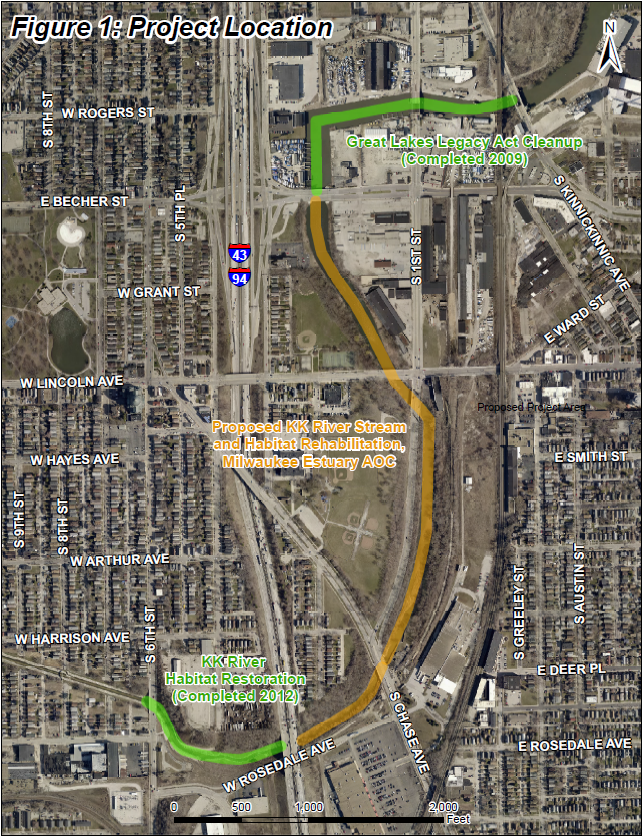 Figure 1: Project Location
N
S 8TH ST
W ROGERS ST
Great Lakes Legacy Act Cleanup
(Completed 2009)
E BECHER ST
S 5TH PL
S KINNICKINNIC AVE
43
94
S 1ST ST
W GRANT ST
E WARD ST
W LINCOLN AVE
Proposed Project Area
Proposed KK River Stream
and Habitat Rehabilitation,
Milwaukee Estuary AOC
W HAYES AVE
E SMITH ST
S 9TH ST
S 8TH ST
W ARTHUR AVE
S AUSTIN ST
S GREELEY ST
S 6TH ST
W HARRISON AVE
KK River
Habitat Restoration
(Completed 2012)
E DEER PL
S CHASE AVE
W ROSEDALE AVE
E ROSEDALE AVE
0 500 1,000 2,000
Feet